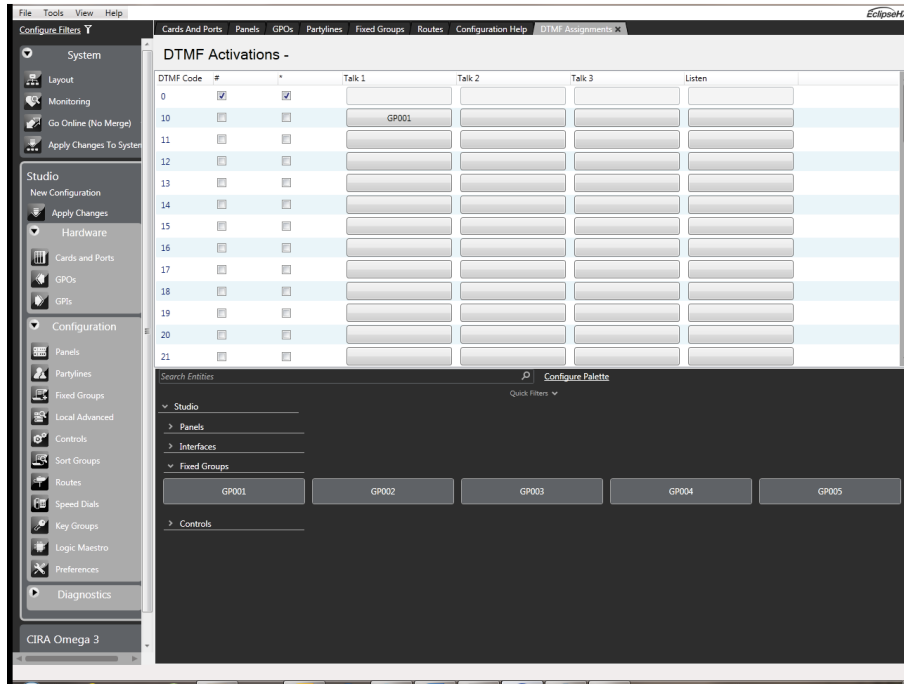 File Tools View Help
EclipseH
Configure Filters
Cards And Ports Panels GPOs Partylines Fixed Groups Routes Configuration Help DTMF Assignments x
System
Layout
Monitoring
Go Online (No Merge)
Apply Changes To System
Studio
New Configuration
Apply Changes
Hardware
Cards and Ports
GPOs
GPIs
Configuration
Panels
Partylines
Fixed Groups
Local Advanced
Controls
Sort Groups
Routes
Speed Dials
Key Groups
Logic Maestro
Preferences
Diagnostics
CIRA Omega 3
DTMF Activations -
DTMF Code # * Talk 1 Talk 2 Talk 3 Listen
0
10 GP001
11
12
13
14
15
16
17
18
19
20
21
Search Entities Configure Palette
Quick Filters
Studio
Panels
Interfaces
Fixed Groups
GP001 GP002 GP003 GP004 GP005
Controls